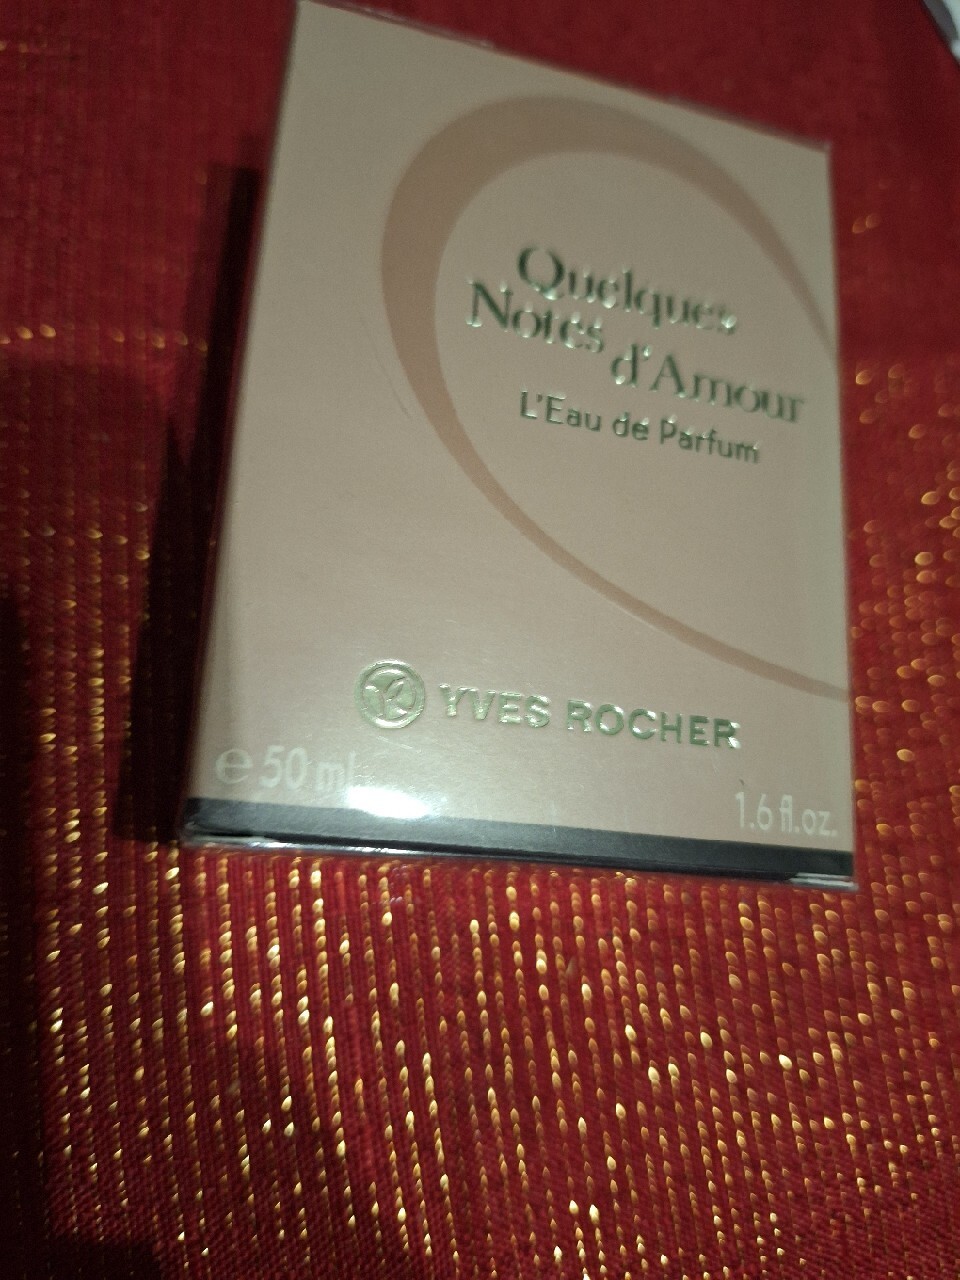 Quelques
Notes
d'Amour
L'Eau de Parfum
YVES ROCHER
e 50 ml
1.6 fl.oz.